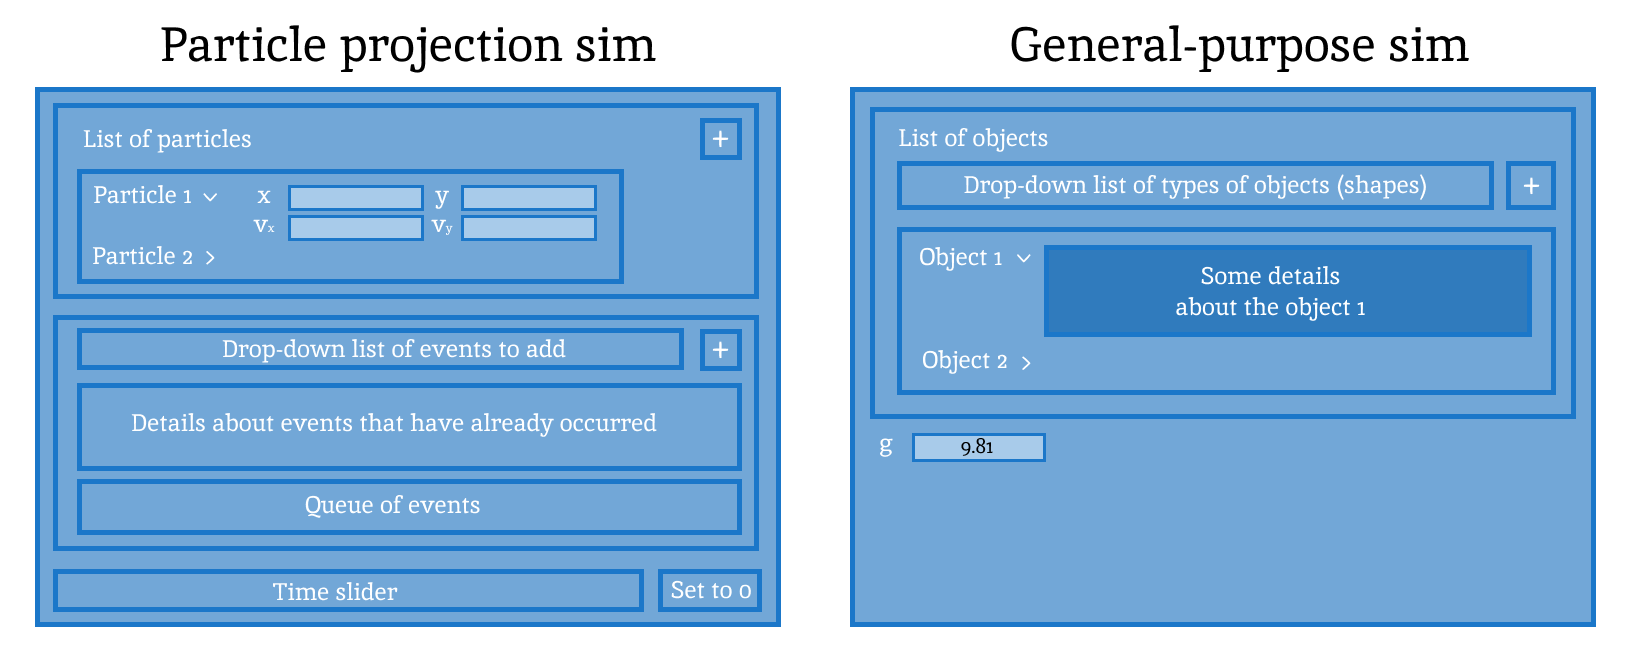 Particle projection sim
List of particles
+
Particle 1
x
y
vx
vy
Particle 2
Drop-down list of events to add
+
Details about events that have already occurred
Queue of events
Time slider
Set to 0
General-purpose sim
List of objects
Drop-down list of types of objects (shapes)
+
Object 1
Some details
about the object 1
Object 2
g
9.81